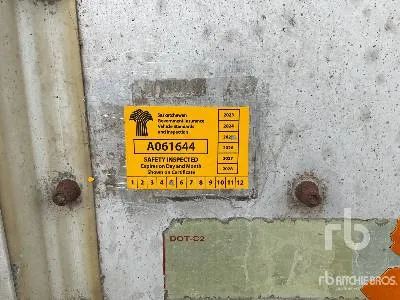 Saskatchewan
Government Insurance
Vehicle Standards
and Inspection
2023
2024
2025
2026
2027
2028
A061644
SAFETY INSPECTED
Expires on Day and Month
Shown on Certificate
1 2 3 4 5 6 7 8 9 10 11 12
DOT-C2
rb
rb
RITCHIE BROS.